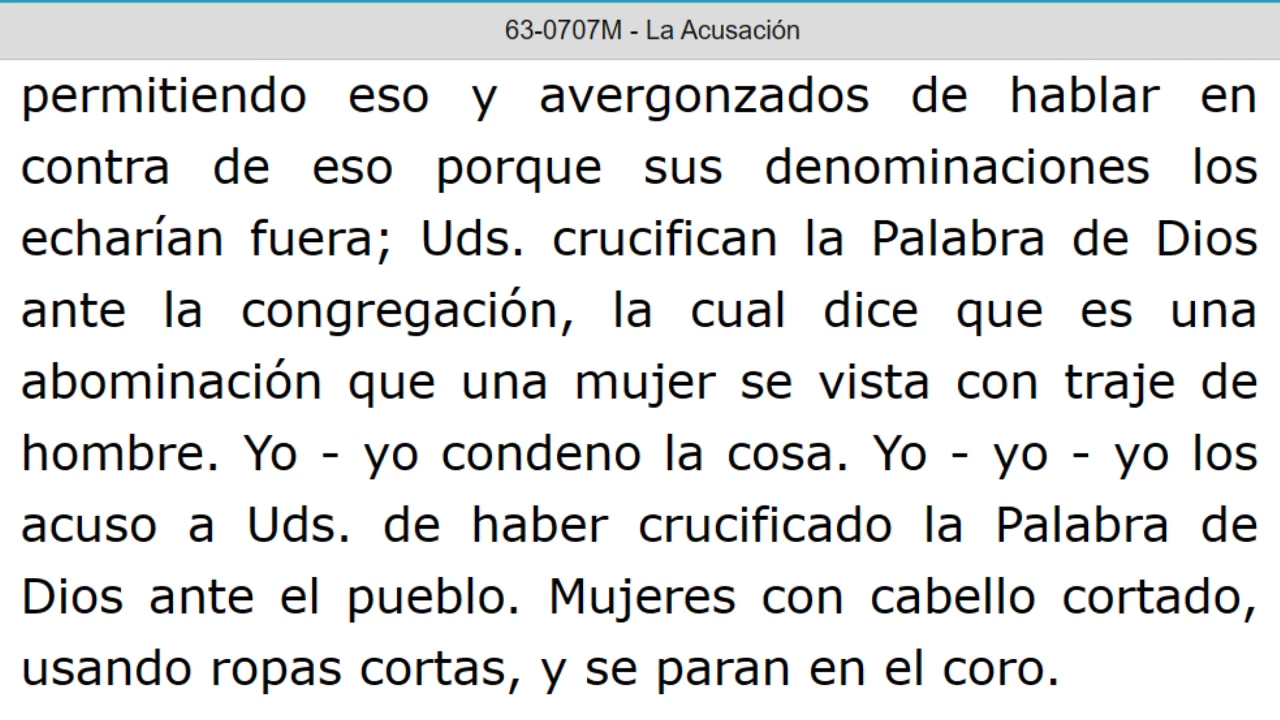 63-0707M - La Acusación
permitiendo eso y avergonzados de hablar en
contra de eso porque sus denominaciones los
echarían fuera; Uds. crucifican la Palabra de Dios
ante la congregación, la cual dice que es una
abominación que una mujer se vista con traje de
hombre. Yo - yo condeno la cosa. Yo - yo - yo los
acuso a Uds. de haber crucificado la Palabra de
Dios ante el pueblo. Mujeres con cabello cortado,
usando ropas cortas, y se paran en el coro.